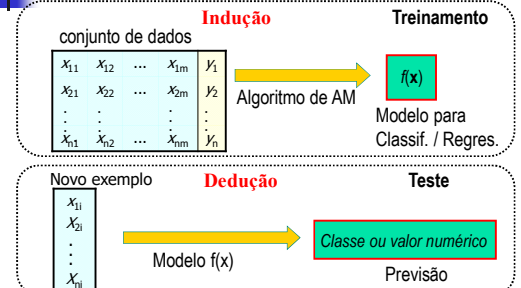 Indução Treinamento
conjunto de dados
x11 x12 ... x1m y1
x21 x22 ... x2m y2
. . . .
. . . .
xn1 xn2 ... xnm yn
Algoritmo de AM
f(x)
Modelo para
Classif. / Regres.
Novo exemplo Dedução Teste
x1i
x2i
.
.
xni
Modelo f(x)
Classe ou valor numérico
Previsão